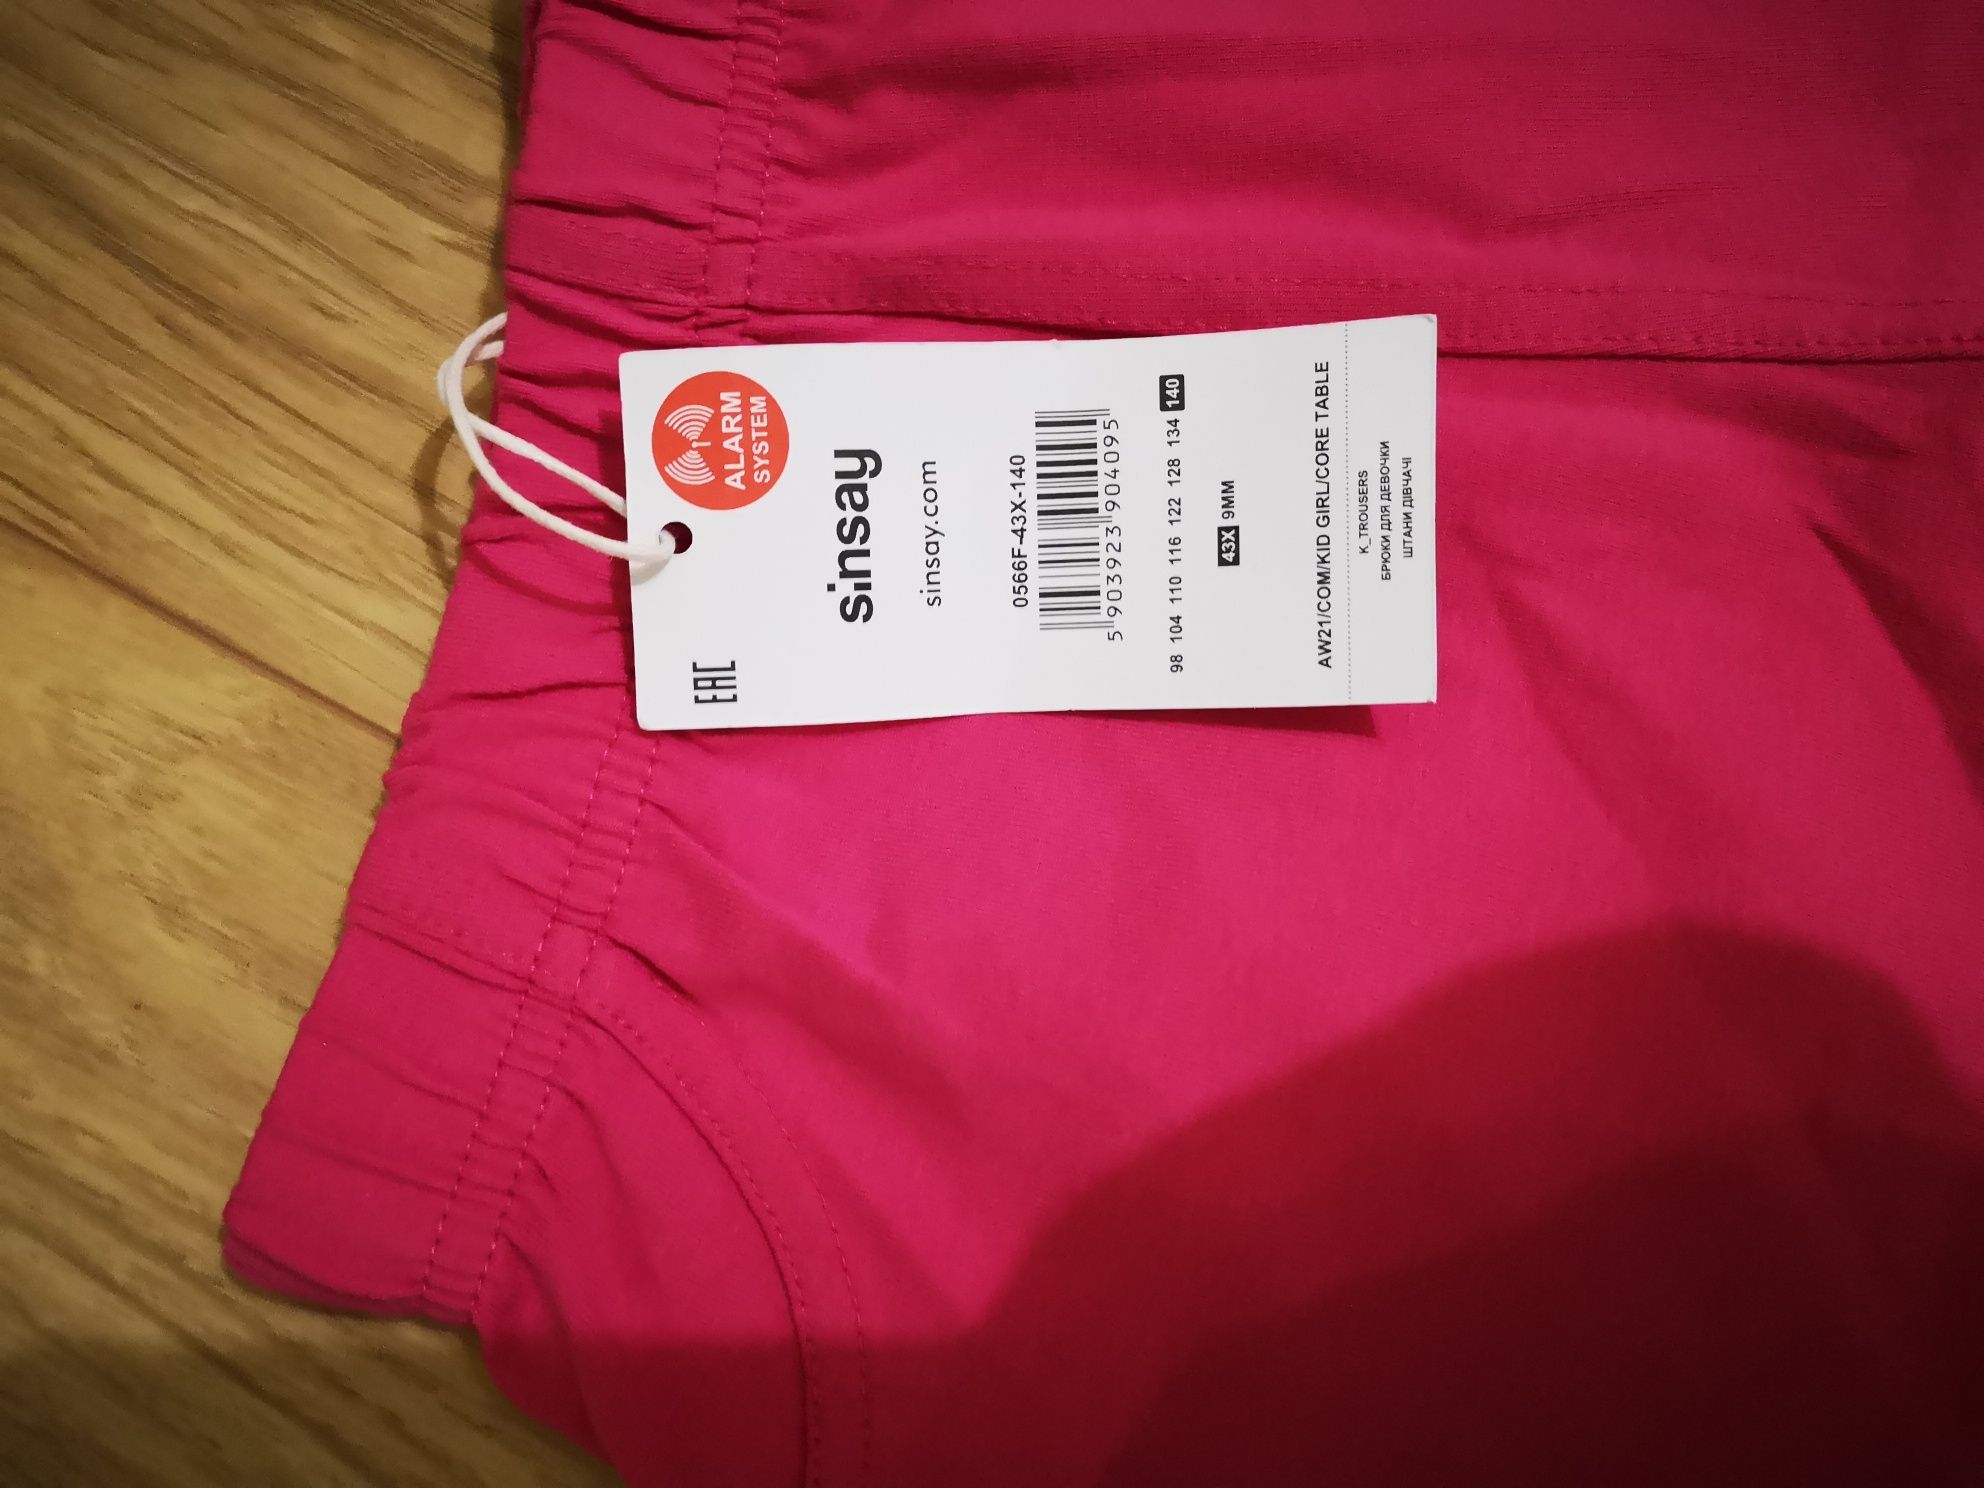 EAC
ALARM
SYSTEM
sinsay
sinsay.com
0566F-43X-140
5 903923 904095
98 104 110 116 122 128 134 140
43X 9MM
AW21/COM/KID GIRL/CORE TABLE
K_TROUSERS
БРЮКИ ДЛЯ ДЕВОЧКИ
ШТАНИ ДІВЧАЧІ